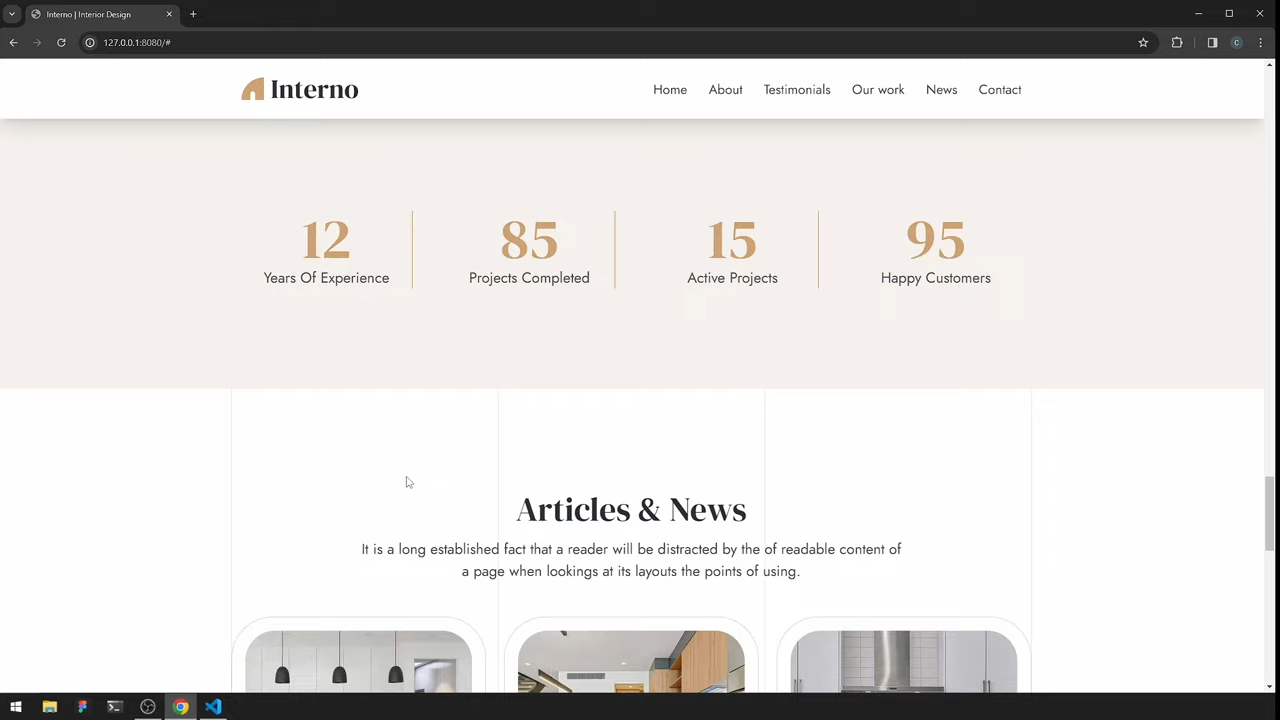 Interno | Interior Design
127.0.0.1:8080/#
C
Interno
Home About Testimonials Our work News Contact
12 85 15 95
Years Of Experience Projects Completed Active Projects Happy Customers
Articles & News
It is a long established fact that a reader will be distracted by the of readable content of
a page when lookings at its layouts the points of using.